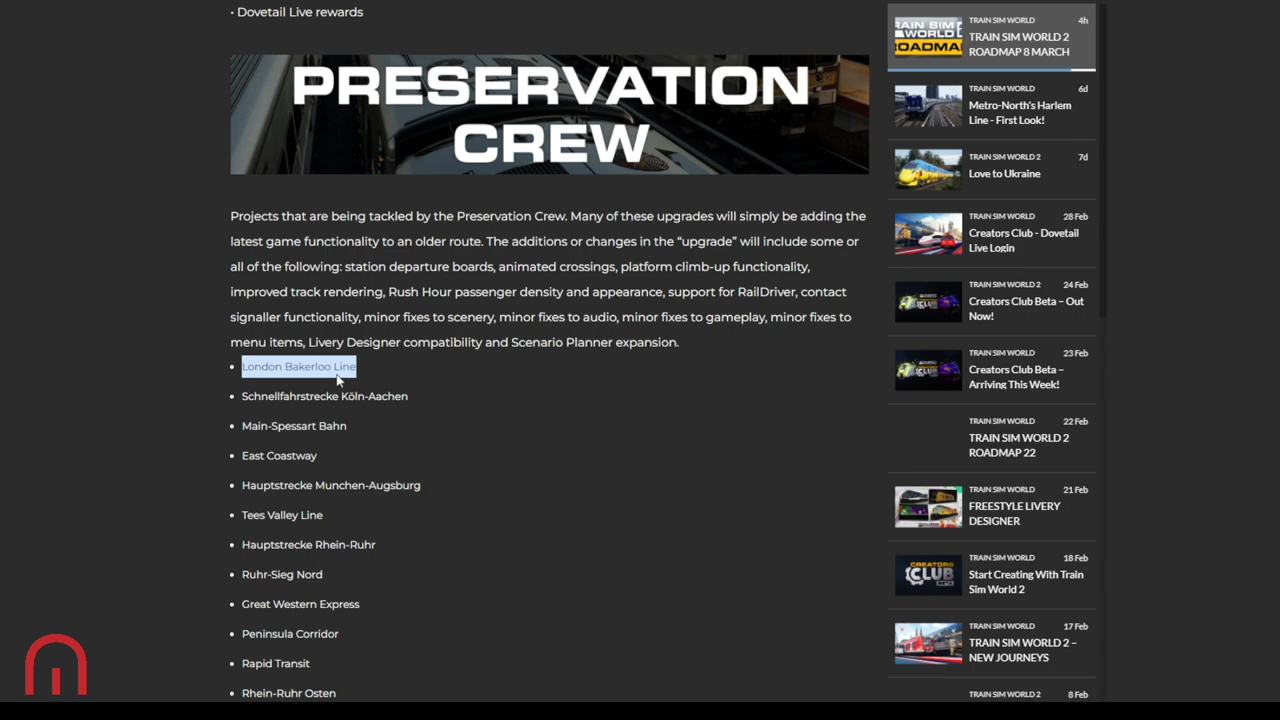 • Dovetail Live rewards
PRESERVATION
CREW
Projects that are being tackled by the Preservation Crew. Many of these upgrades will simply be adding the
latest game functionality to an older route. The additions or changes in the “upgrade” will include some or
all of the following: station departure boards, animated crossings, platform climb-up functionality,
improved track rendering, Rush Hour passenger density and appearance, support for RailDriver, contact
signaller functionality, minor fixes to scenery, minor fixes to audio, minor fixes to gameplay, minor fixes to
menu items, Livery Designer compatibility and Scenario Planner expansion.
• London Bakerloo Line
• Schnellfahrstrecke Köln-Aachen
• Main-Spessart Bahn
• East Coastway
• Hauptstrecke Munchen-Augsburg
• Tees Valley Line
• Hauptstrecke Rhein-Ruhr
• Ruhr-Sieg Nord
• Great Western Express
• Peninsula Corridor
• Rapid Transit
• Rhein-Ruhr Osten
TRAIN SIM
WORLD
ROADMA
TRAIN SIM WORLD 4h
TRAIN SIM WORLD 2
ROADMAP 8 MARCH
TRAIN SIM WORLD 6d
Metro-North's Harlem
Line - First Look!
TRAIN SIM WORLD 2 7d
Love to Ukraine
TRAIN SIM WORLD 28 Feb
Creators Club - Dovetail
Live Login
TRAIN SIM WORLD 2 24 Feb
Creators Club Beta – Out
Now!
TRAIN SIM WORLD 23 Feb
Creators Club Beta –
Arriving This Week!
TRAIN SIM WORLD 22 Feb
TRAIN SIM WORLD 2
ROADMAP 22
TRAIN SIM WORLD 21 Feb
FREESTYLE LIVERY
DESIGNER
CREATORS
CLUB
TRAIN SIM WORLD 18 Feb
Start Creating With Train
Sim World 2
TRAIN SIM WORLD 17 Feb
TRAIN SIM WORLD 2 –
NEW JOURNEYS
TRAIN SIM WORLD 2 8 Feb